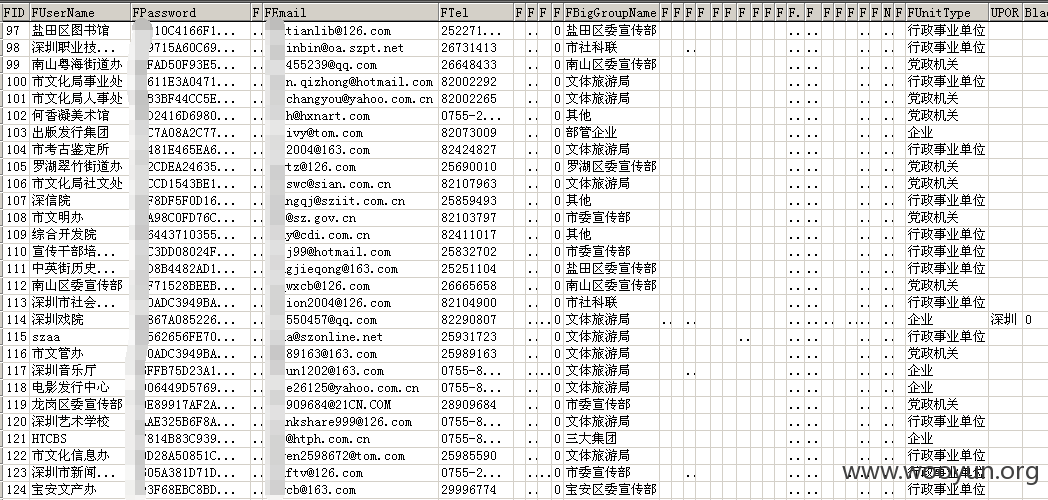 FID FUserName FPassword F FEmail FTel F F F F FBigGroupName F F F F F F F F F F F. F F F F F F N F FUnitType UPOR Blac
97 盐田区图书馆 10C4166F1... .. tianlib@126.com 252271... .. 0 盐田区委宣传部 .. .. .. .. 行政事业单位
98 深圳职业技... 9715A60C69... .. inbin@oa.szpt.net 26731413 .. 0 市社科联 .. .. .. .. .. 行政事业单位
99 南山粤海街道办 FAD50F93E5... .. 455239@qq.com 26648433 .. 0 南山区委宣传部 .. .. .. .. 党政机关
100 市文化局事业处 611E3A0471... .. n.qizhong@hotmail.com 82002292 .. 0 文体旅游局 .. .. .. .. 行政事业单位
101 市文化局人事处 3BF44CC5E... .. changyou@yahoo.com.cn 82002265 .. 0 文体旅游局 .. .. .. .. 党政机关
102 何香凝美术馆 D2416D6980... .. h@hxnart.com 0755-2... .. 0 其他 .. .. .. .. 党政机关
103 出版发行集团 C7A08A2C77... .. ivy@tom.com 82073009 .. 0 部管企业 .. .. .. .. 企业
104 市考古鉴定所 481E465EA6... .. 2004@163.com 82424827 .. 0 文体旅游局 .. .. .. .. 行政事业单位
105 罗湖翠竹街道办 2CDEA24635... .. tz@126.com 25690010 .. 0 罗湖区委宣传部 .. .. .. .. 党政机关
106 市文化局社文处 CCD1543BE1... .. swc@sian.com.cn 82107963 .. 0 文体旅游局 .. .. .. .. 党政机关
107 深信院 F8DF5F0D16... .. ngqj@sziit.com.cn 25859493 .. 0 其他 .. .. .. .. 行政事业单位
108 市文明办 A98C0FD76C... .. @sz.gov.cn 82103797 .. 0 市委宣传部 .. .. .. .. 党政机关
109 综合开发院 6443710355... .. y@cdi.com.cn 82411017 .. 0 其他 .. .. .. .. 行政事业单位
110 宣传干部培... C3DD08024F... .. j99@hotmail.com 25832702 .. 0 市委宣传部 .. .. .. .. 行政事业单位
111 中英街历史... D8B4482AD1... .. gjieqong@163.com 25251104 .. 0 盐田区委宣传部 .. .. .. .. 行政事业单位
112 南山区委宣传部 F71528BEEB... .. wxcb@126.com 26665658 .. 0 南山区委宣传部 .. .. .. .. 党政机关
113 深圳市社会... 0ADC3949BA... .. ion2004@126.com 82104900 .. 0 市社科联 .. .. .. .. 行政事业单位
114 深圳戏院 867A085226... .. 550457@qq.com 82290807 .... 0 文体旅游局 .. .. .. .. .. .. .. .. .. .. 企业 深圳 0
115 szaa 562656FE70... .. a@szonline.net 25931723 .. 0 文体旅游局 .. .. .. .. .. 行政事业单位
116 市文管办 0ADC3949BA... .. 89163@163.com 25989163 .. 0 文体旅游局 .. .. .. .. 党政机关
117 深圳音乐厅 FFB75D23A1... .. un1202@163.com 0755-8... .. 0 文体旅游局 .. .. .. .. .. 企业
118 电影发行中心 006449D5769... .. e26125@yahoo.com.cn 0755-8... .. 0 文体旅游局 .. .. .. .. 企业
119 龙岗区委宣传部 0E89917AF2A... .. 909684@21CN.COM 28909684 .. 0 市委宣传部 .. .. .. .. 党政机关
120 深圳艺术学校 AAE325B6F8A... .. nkshare999@126.com 0755-8... .. 0 文体旅游局 .. .. .. .. 行政事业单位
121 HTCBS 7814B83C939... .. @htph.com.cn 0755-8... .. 0 三大集团 .. .. .. .. 企业
122 市文化信息办 0D28A50851C... .. en2598672@tom.com 25985590 .. 0 文体旅游局 .. .. .. .. 行政事业单位
123 深圳市新闻... 505A381D71D... .. ftv@126.com 0755-2... .. 0 市委宣传部 .. .. .. .. .. 行政事业单位
124 宝安文产办 3F68EBC8BD... .. cb@163.com 29996774 .. 0 宝安区委宣传部 .. .. .. .. 行政事业单位
www.wooyun.org